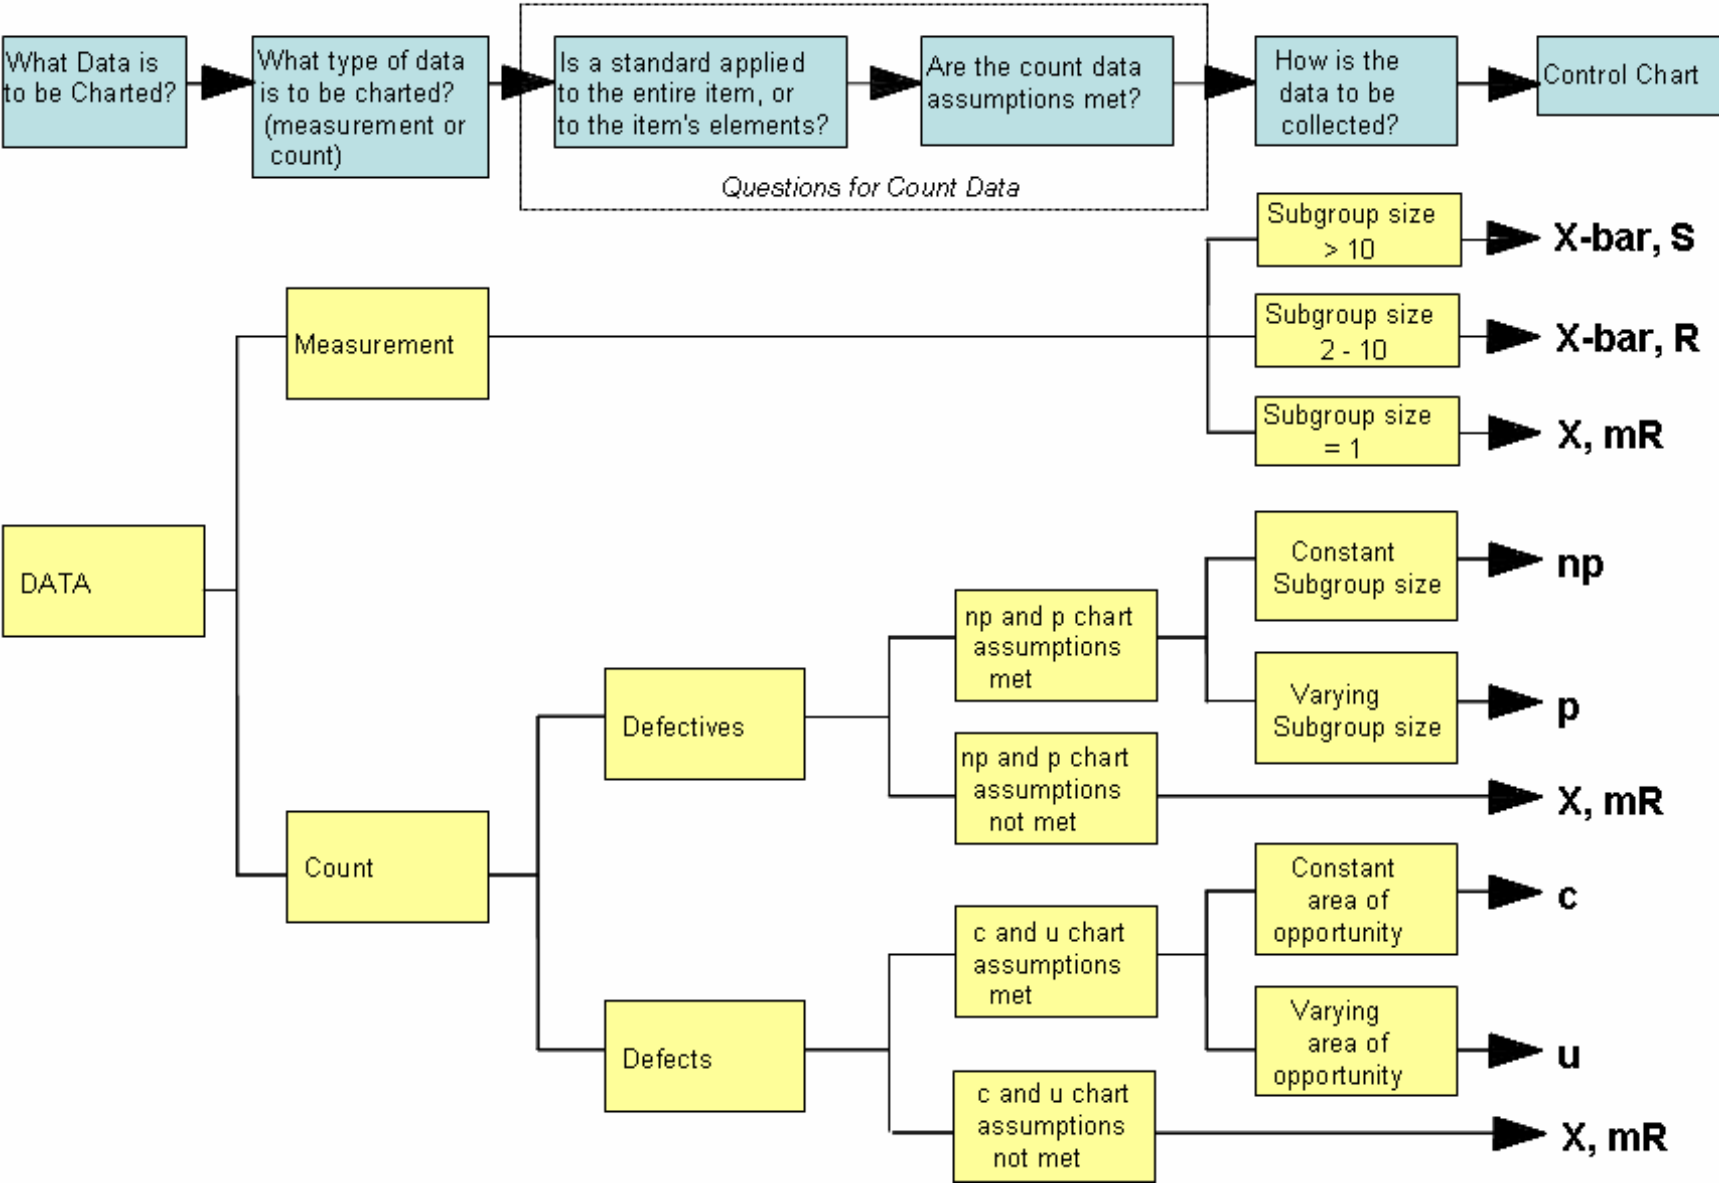 What Data is
to be Charted?
What type of data
is to be charted?
(measurement or
count)
Is a standard applied
to the entire item, or
to the item's elements?
Are the count data
assumptions met?
How is the
data to be
collected?
Control Chart
Questions for Count Data
Subgroup size
> 10
X-bar, S
Measurement
Subgroup size
2 - 10
X-bar, R
Subgroup size
= 1
X, mR
DATA
Constant
Subgroup size
np
np and p chart
assumptions
met
Defectives
Varying
Subgroup size
p
np and p chart
assumptions
not met
X, mR
Count
Constant
area of
opportunity
c
c and u chart
assumptions
met
Defects
Varying
area of
opportunity
u
c and u chart
assumptions
not met
X, mR